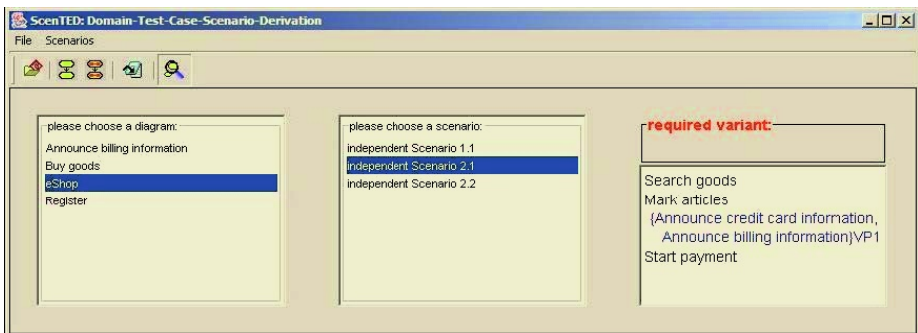 ScenTED: Domain-Test-Case-Scenario-Derivation
File Scenarios
please choose a diagram:
Announce billing information
Buy goods
eShop
Register
please choose a scenario:
independent Scenario 1.1
independent Scenario 2.1
independent Scenario 2.2
required variant:
Search goods
Mark articles
{Announce credit card information,
Announce billing information}VP1
Start payment